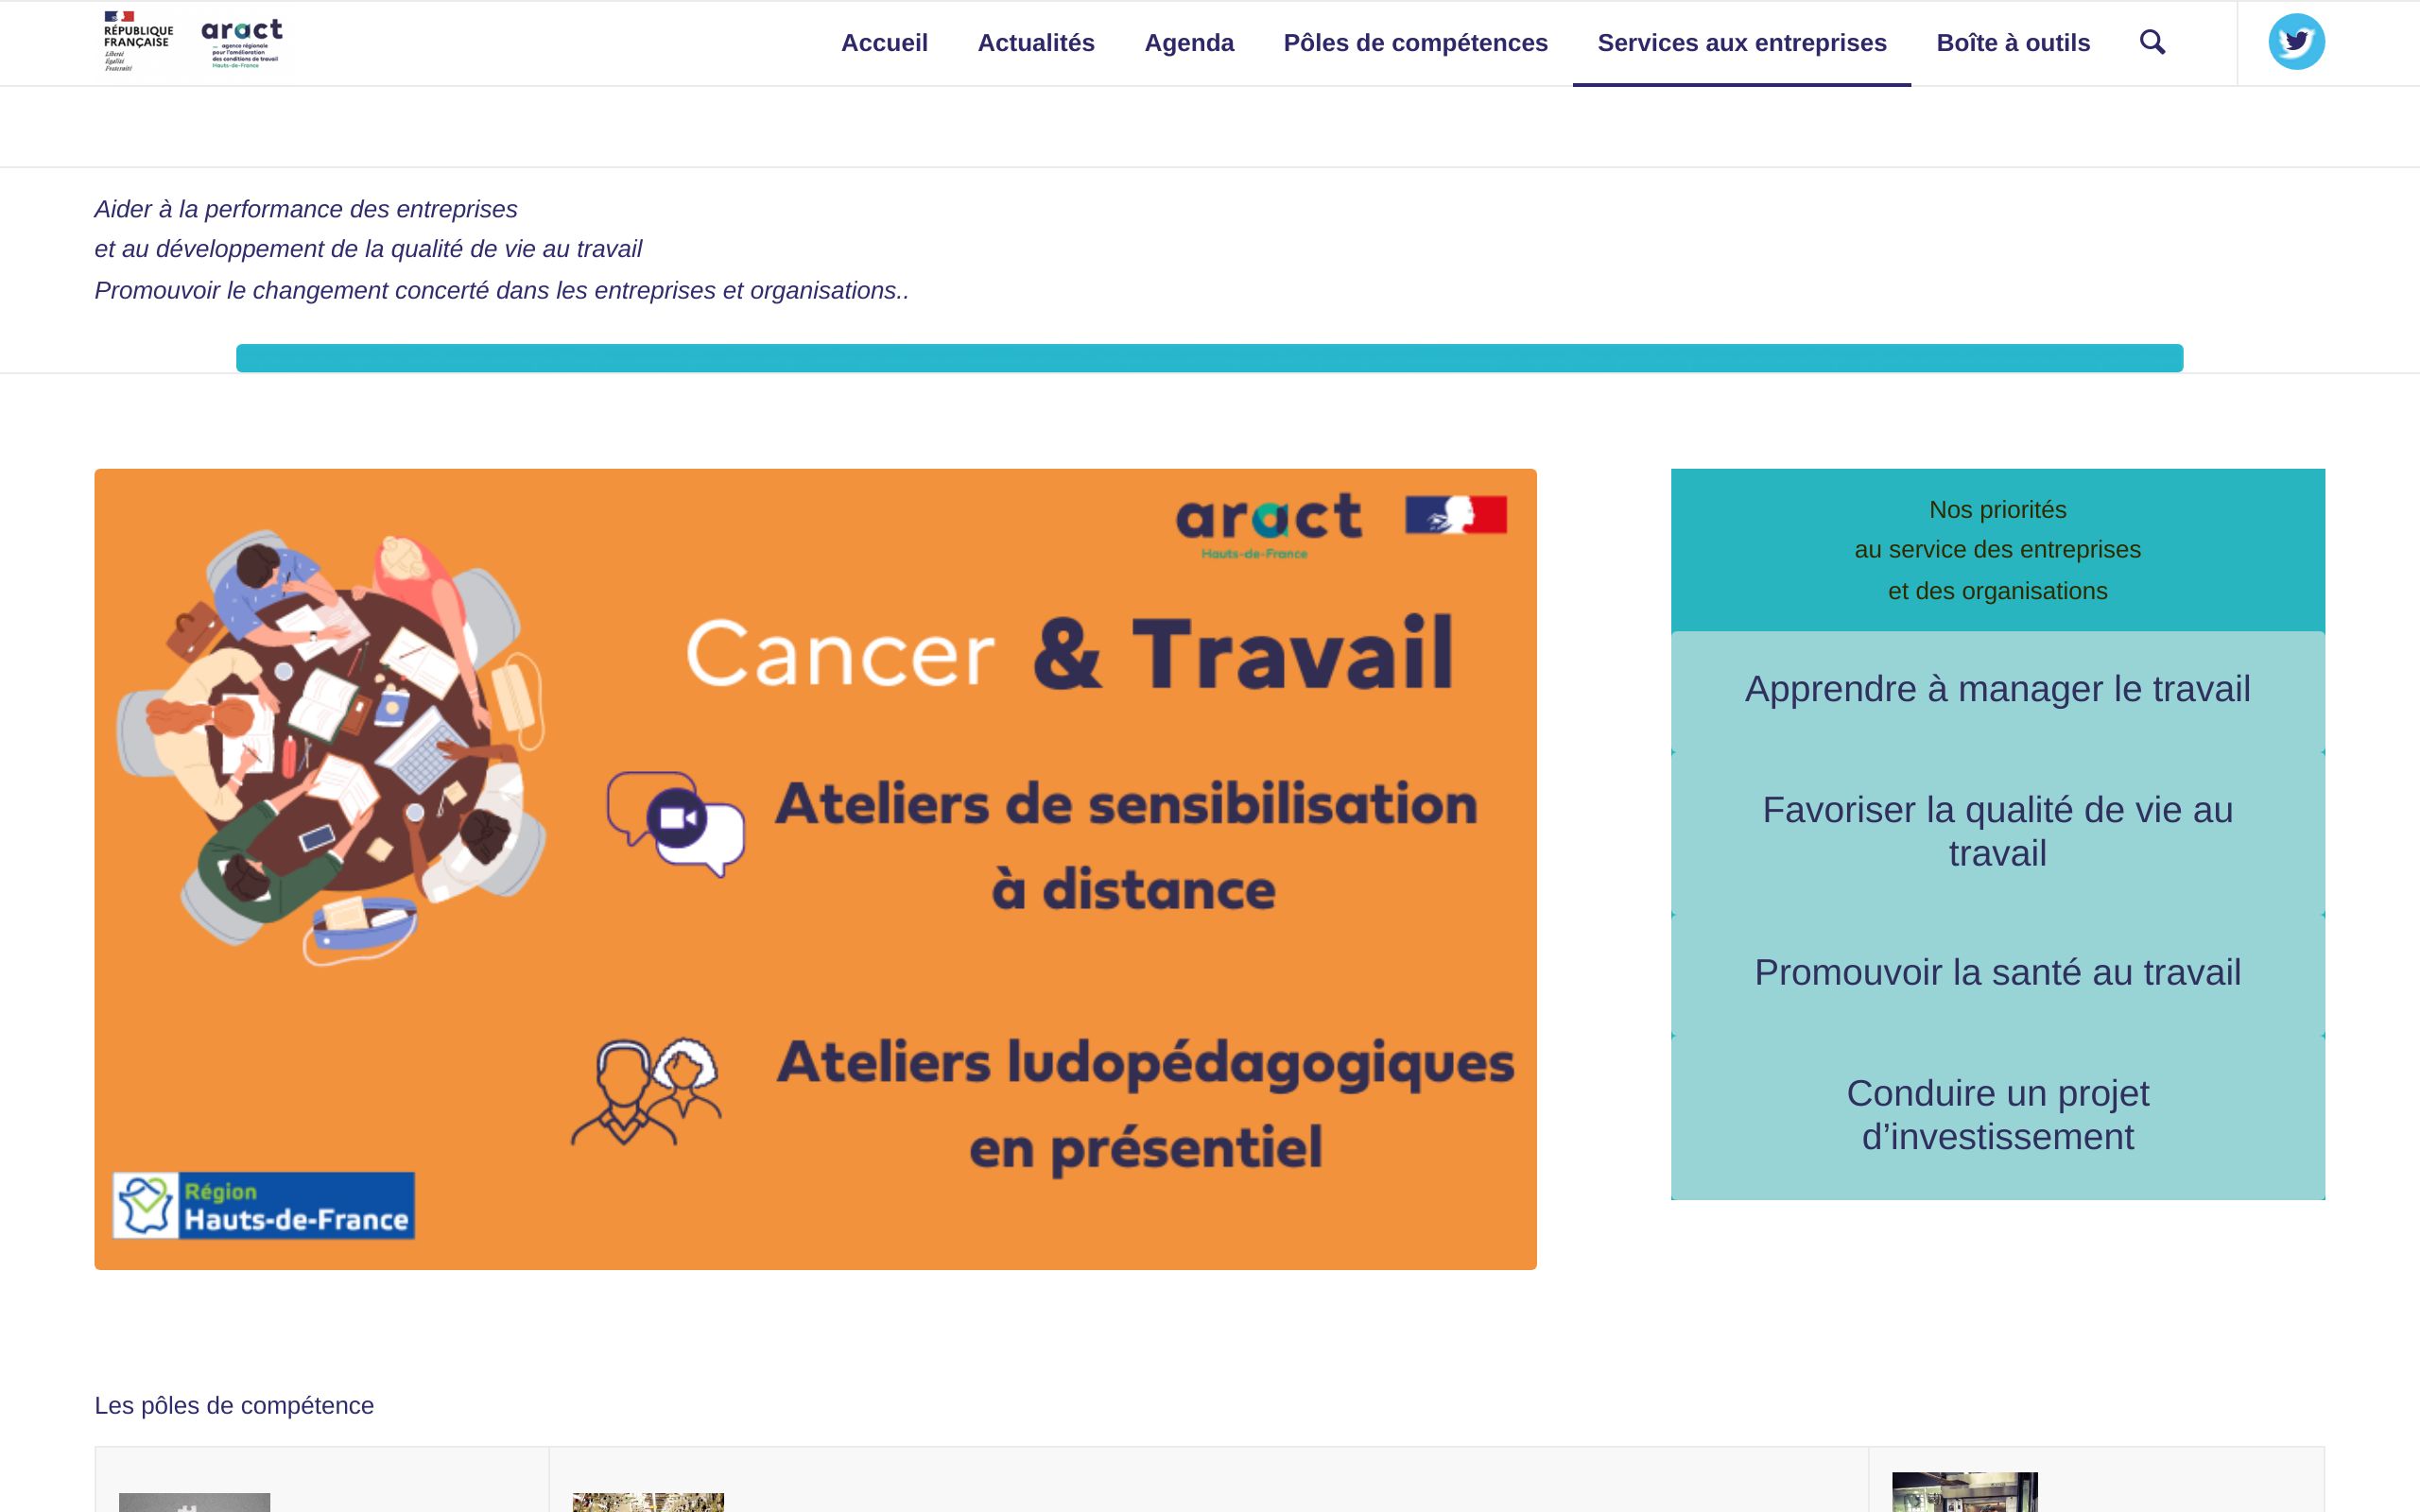 RÉPUBLIQUE
FRANÇAISE
Liberté
Égalité
Fraternité
aract
agence régionale
pour l'amélioration
des conditions de travail
Hauts-de-France
Accueil
Actualités
Agenda
Pôles de compétences
Services aux entreprises
Boîte à outils
Aider à la performance des entreprises
et au développement de la qualité de vie au travail
Promouvoir le changement concerté dans les entreprises et organisations..
aract
Hauts-de-France
Cancer & Travail
Ateliers de sensibilisation
à distance
Ateliers ludopédagogiques
en présentiel
Région
Hauts-de-France
Nos priorités
au service des entreprises
et des organisations
Apprendre à manager le travail
Favoriser la qualité de vie au
travail
Promouvoir la santé au travail
Conduire un projet
d’investissement
Les pôles de compétence